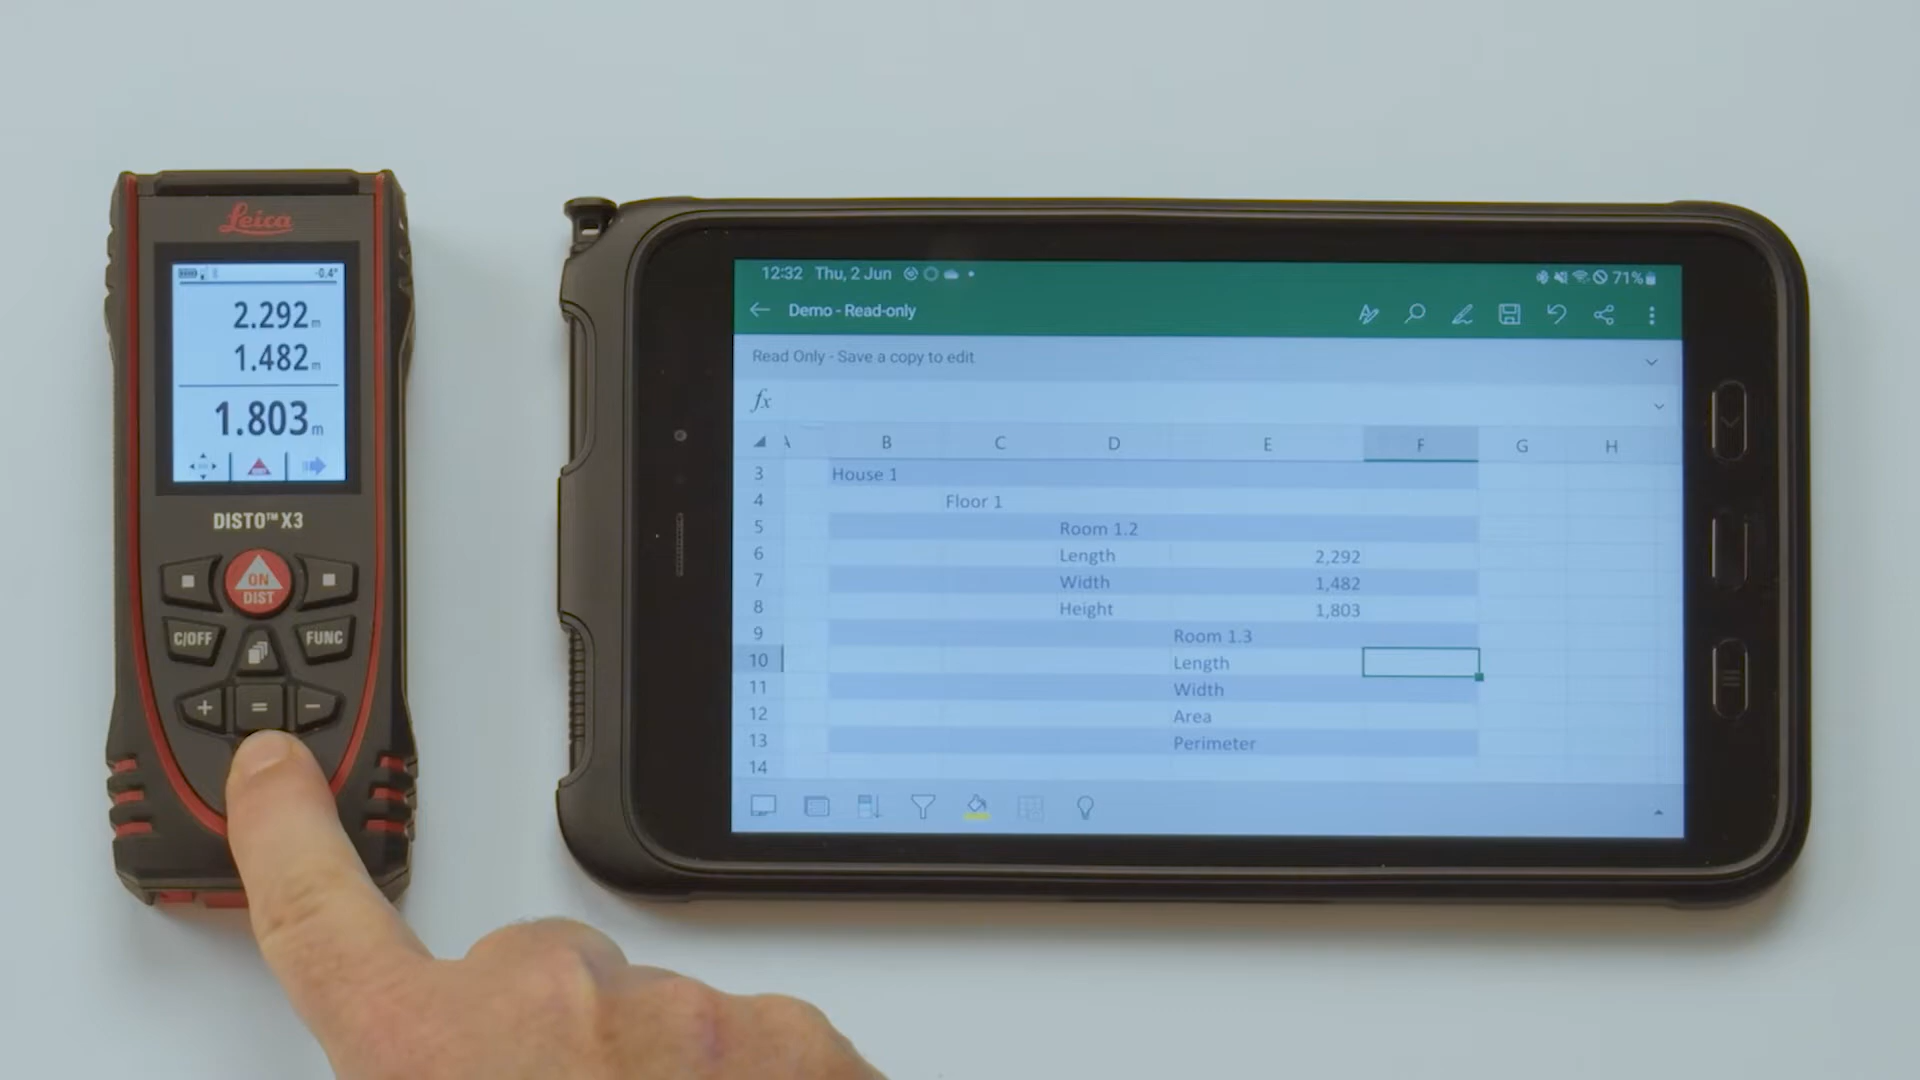 Leica
-0.4°
2.292 m
1.482 m
1.803 m
DISTO™ X3
ON
DIST
C/OFF
FUNC
+ = −
12:32 Thu, 2 Jun
71%
Demo - Read-only
Read Only - Save a copy to edit
fx
A B C D E F G H
3 House 1
4 Floor 1
5 Room 1.2
6 Length 2,292
7 Width 1,482
8 Height 1,803
9 Room 1.3
10 Length
11 Width
12 Area
13 Perimeter
14